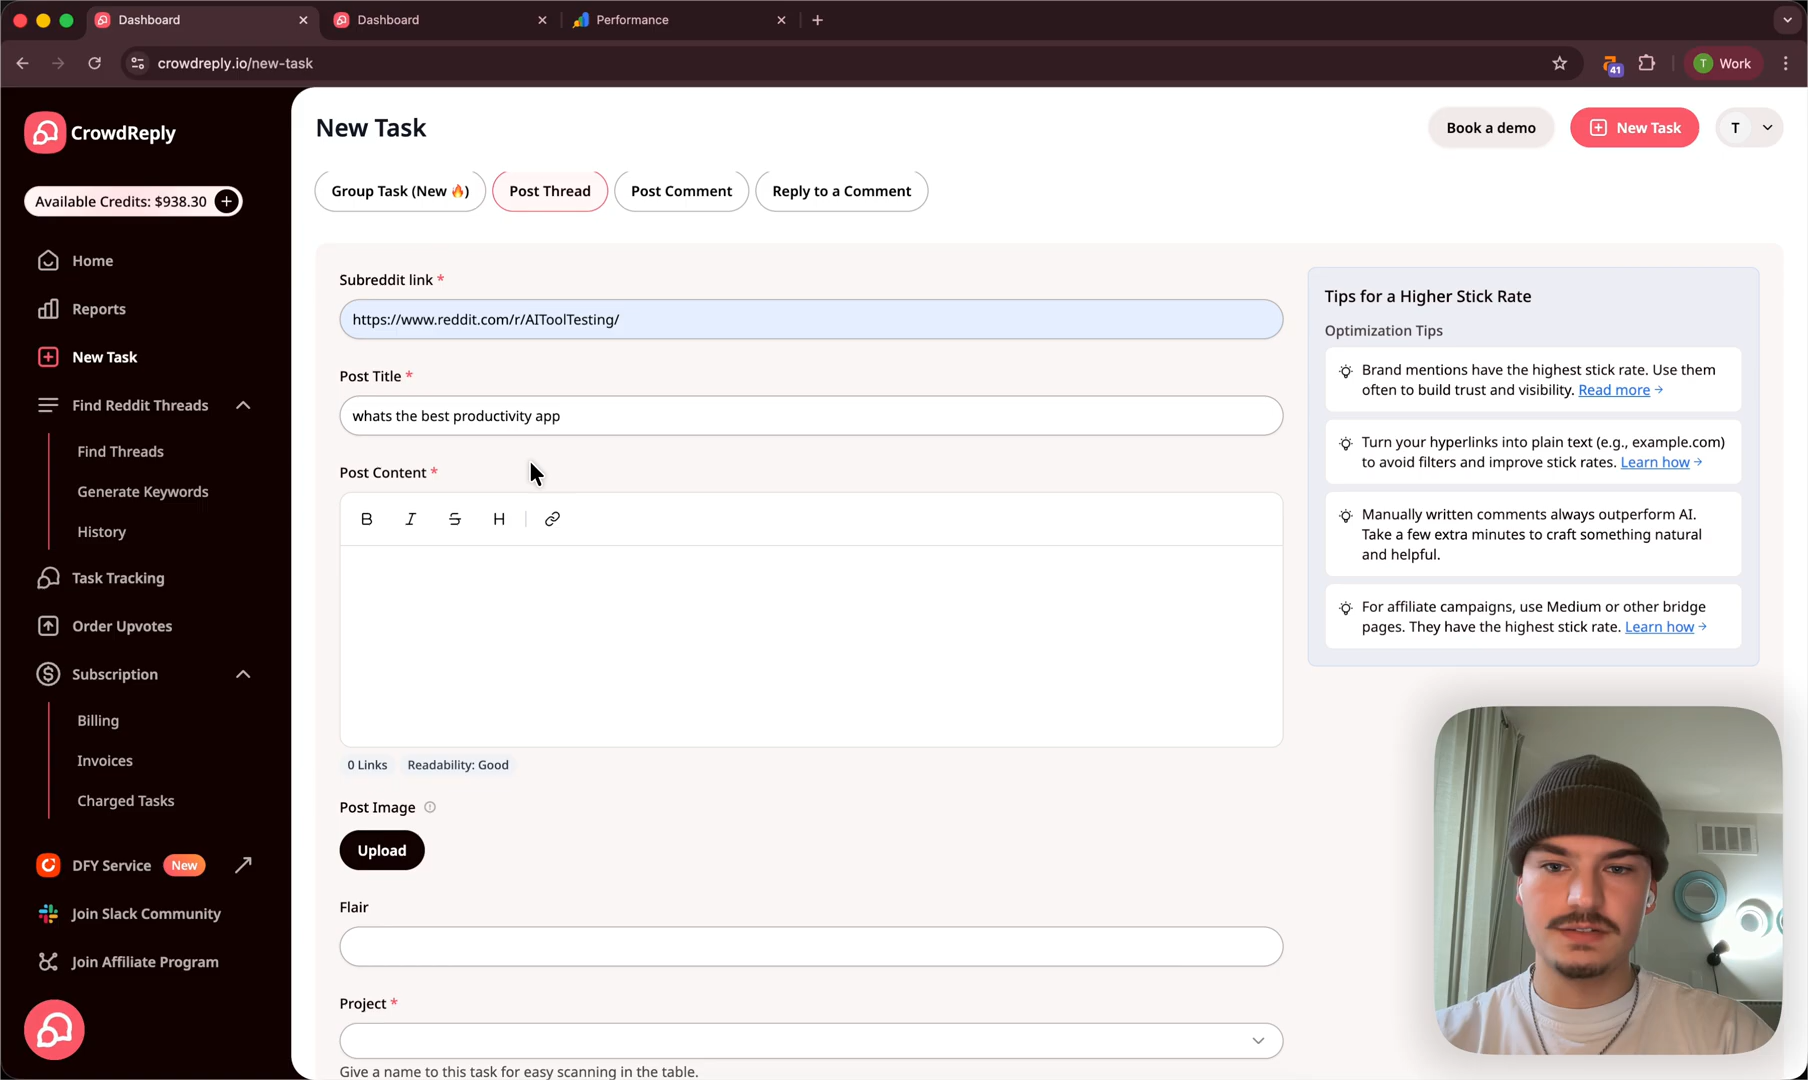 Dashboard
Dashboard
Performance
crowdreply.io/new-task
41
T
Work
CrowdReply
Available Credits: $938.30
Home
Reports
New Task
Find Reddit Threads
Find Threads
Generate Keywords
History
Task Tracking
Order Upvotes
Subscription
Billing
Invoices
Charged Tasks
DFY Service New
Join Slack Community
Join Affiliate Program
New Task
Book a demo
New Task
T
Group Task (New 🔥)
Post Thread
Post Comment
Reply to a Comment
Subreddit link *
https://www.reddit.com/r/AIToolTesting/
Post Title *
whats the best productivity app
Post Content *
B I S H
0 Links Readability: Good
Post Image
Upload
Flair
Project *
Give a name to this task for easy scanning in the table.
Tips for a Higher Stick Rate
Optimization Tips
Brand mentions have the highest stick rate. Use them
often to build trust and visibility. Read more →
Turn your hyperlinks into plain text (e.g., example.com)
to avoid filters and improve stick rates. Learn how →
Manually written comments always outperform AI.
Take a few extra minutes to craft something natural
and helpful.
For affiliate campaigns, use Medium or other bridge
pages. They have the highest stick rate. Learn how →